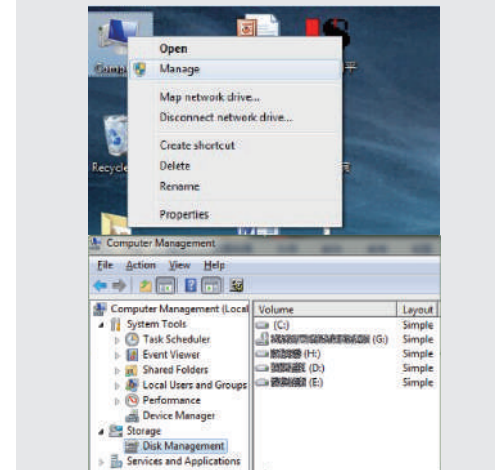 Open
Manage
Map network drive...
Disconnect network drive...
Create shortcut
Delete
Rename
Properties
Recycle
Computer Management
File Action View Help
Computer Management (Local
System Tools
Task Scheduler
Event Viewer
Shared Folders
Local Users and Groups
Performance
Device Manager
Storage
Disk Management
Services and Applications
Volume Layout
(C:) Simple
(G:) Simple
(H:) Simple
(D:) Simple
(E:) Simple